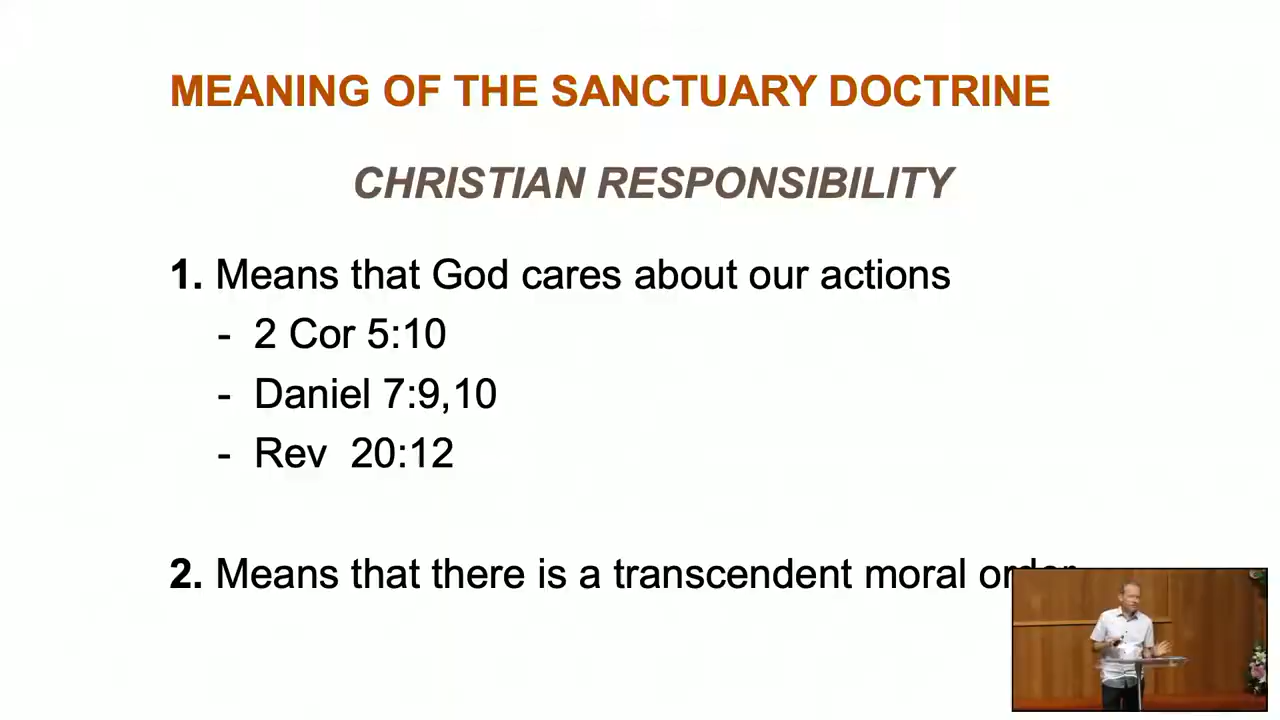 MEANING OF THE SANCTUARY DOCTRINE
CHRISTIAN RESPONSIBILITY
1. Means that God cares about our actions
- 2 Cor 5:10
- Daniel 7:9,10
- Rev 20:12
2. Means that there is a transcendent moral order